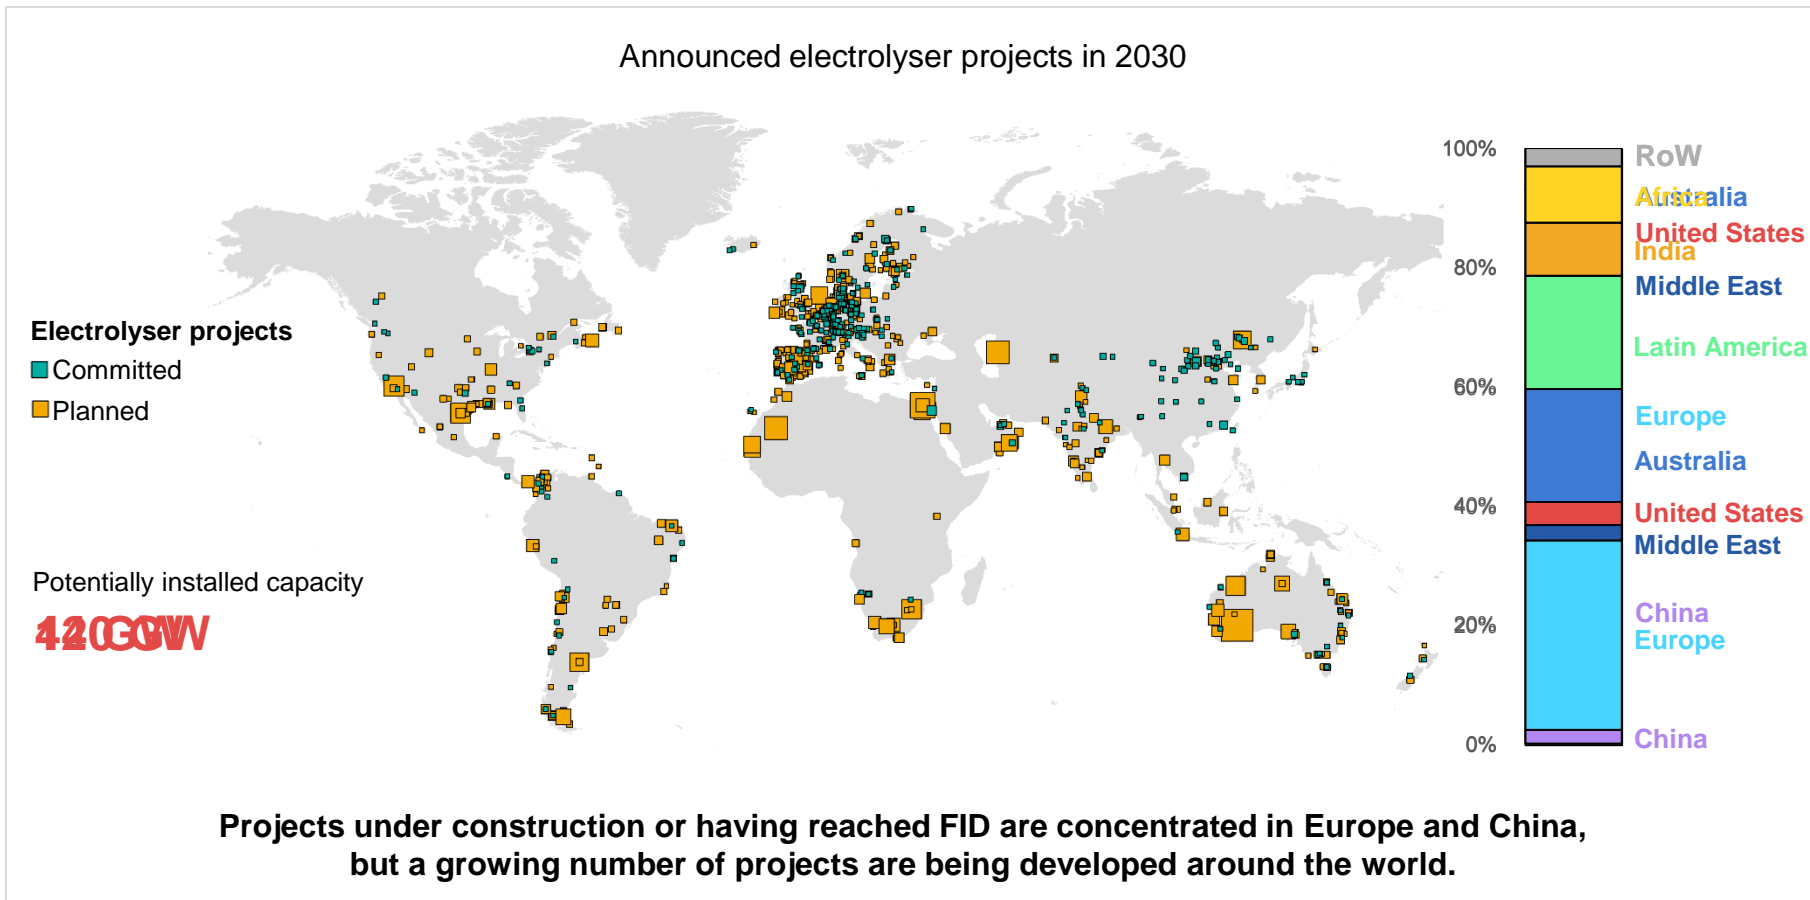 Announced electrolyser projects in 2030
100%
80%
60%
40%
20%
0%
RoW
Africa
Australia
United States
India
Middle East
Latin America
Europe
Australia
United States
Middle East
China
Europe
China
Electrolyser projects
Committed
Planned
Potentially installed capacity
Projects under construction or having reached FID are concentrated in Europe and China,
but a growing number of projects are being developed around the world.